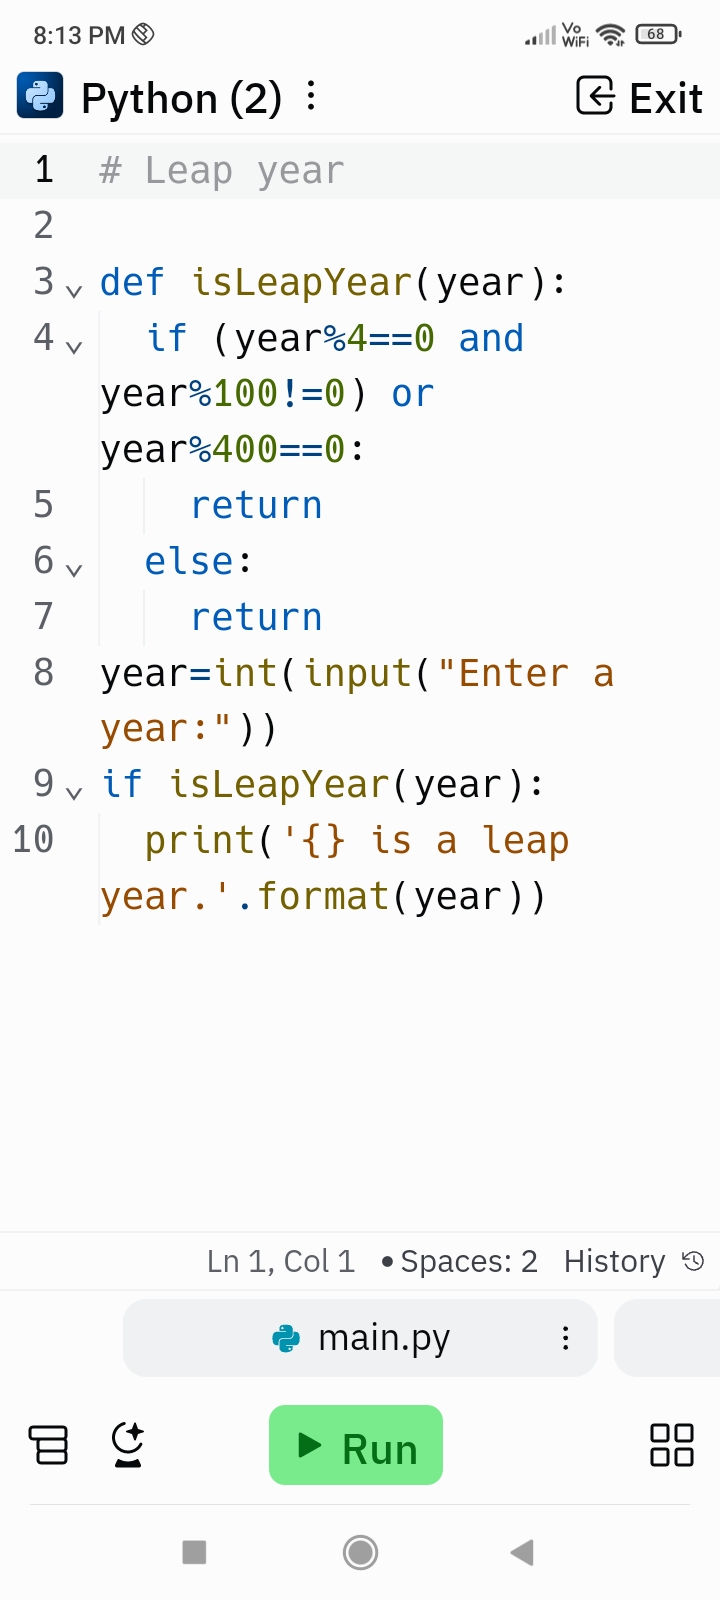 8:13 PM
Vo WiFi 68
Python (2) Exit
1 # Leap year
2
3 def isLeapYear(year):
4 if (year%4==0 and
year%100!=0) or
year%400==0:
5 return
6 else:
7 return
8 year=int(input("Enter a
year:"))
9 if isLeapYear(year):
10 print('{} is a leap
year.'.format(year))
Ln 1, Col 1 • Spaces: 2 History
main.py
Run